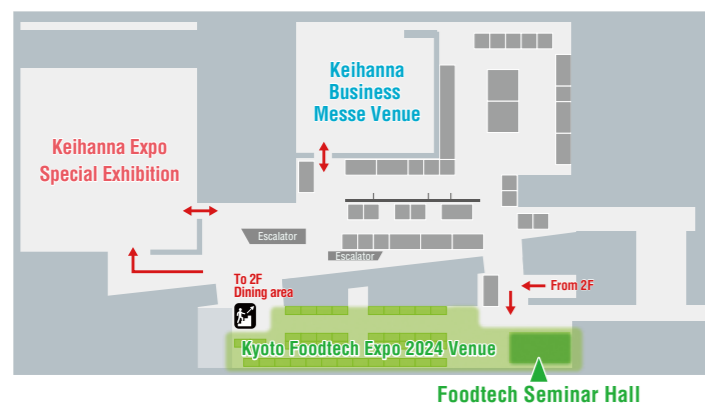 Keihanna
Business
Messe Venue
Keihanna Expo
Special Exhibition
Escalator
Escalator
To 2F
Dining area
From 2F
Kyoto Foodtech Expo 2024 Venue
Foodtech Seminar Hall